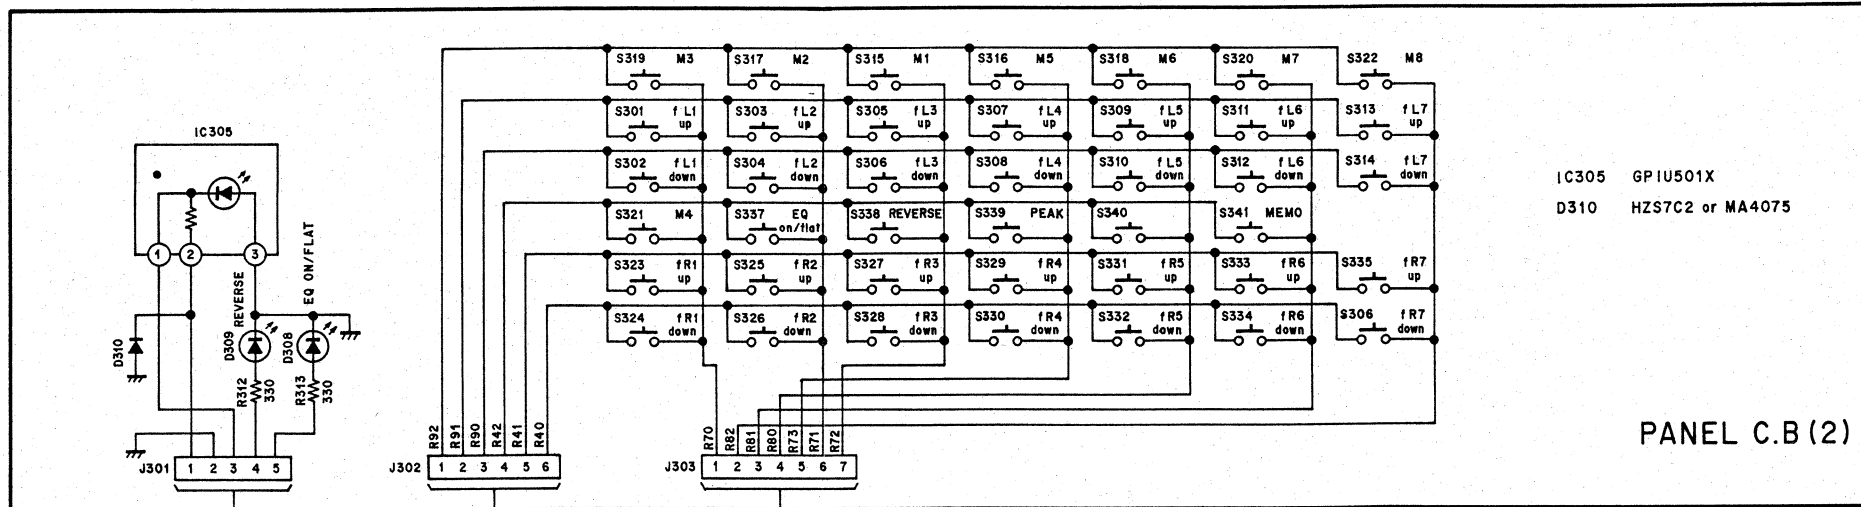 S319 M3 S317 M2 S315 M1 S316 M5 S318 M6 S320 M7 S322 M8
S301 fL1 up S303 fL2 up S305 fL3 up S307 fL4 up S309 fL5 up S311 fL6 up S313 fL7 up
IC305
S302 fL1 down S304 fL2 down S306 fL3 down S308 fL4 down S310 fL5 down S312 fL6 down S314 fL7 down
IC305 GPIU501X
D310 HZS7C2 or MA4075
S321 M4 S337 EQ on/flat S338 REVERSE S339 PEAK S340 S341 MEMO
1 2 3
S323 fR1 up S325 fR2 up S327 fR3 up S329 fR4 up S331 fR5 up S333 fR6 up S335 fR7 up
REVERSE
EQ ON/FLAT
S324 fR1 down S326 fR2 down S328 fR3 down S330 fR4 down S332 fR5 down S334 fR6 down S306 fR7 down
D310
D309
D308
R312 330
R313 330
R92 R91 R90 R42 R41 R40
R70 R82 R81 R80 R73 R71 R72
PANEL C.B (2)
J301 1 2 3 4 5
J302 1 2 3 4 5 6
J303 1 2 3 4 5 6 7